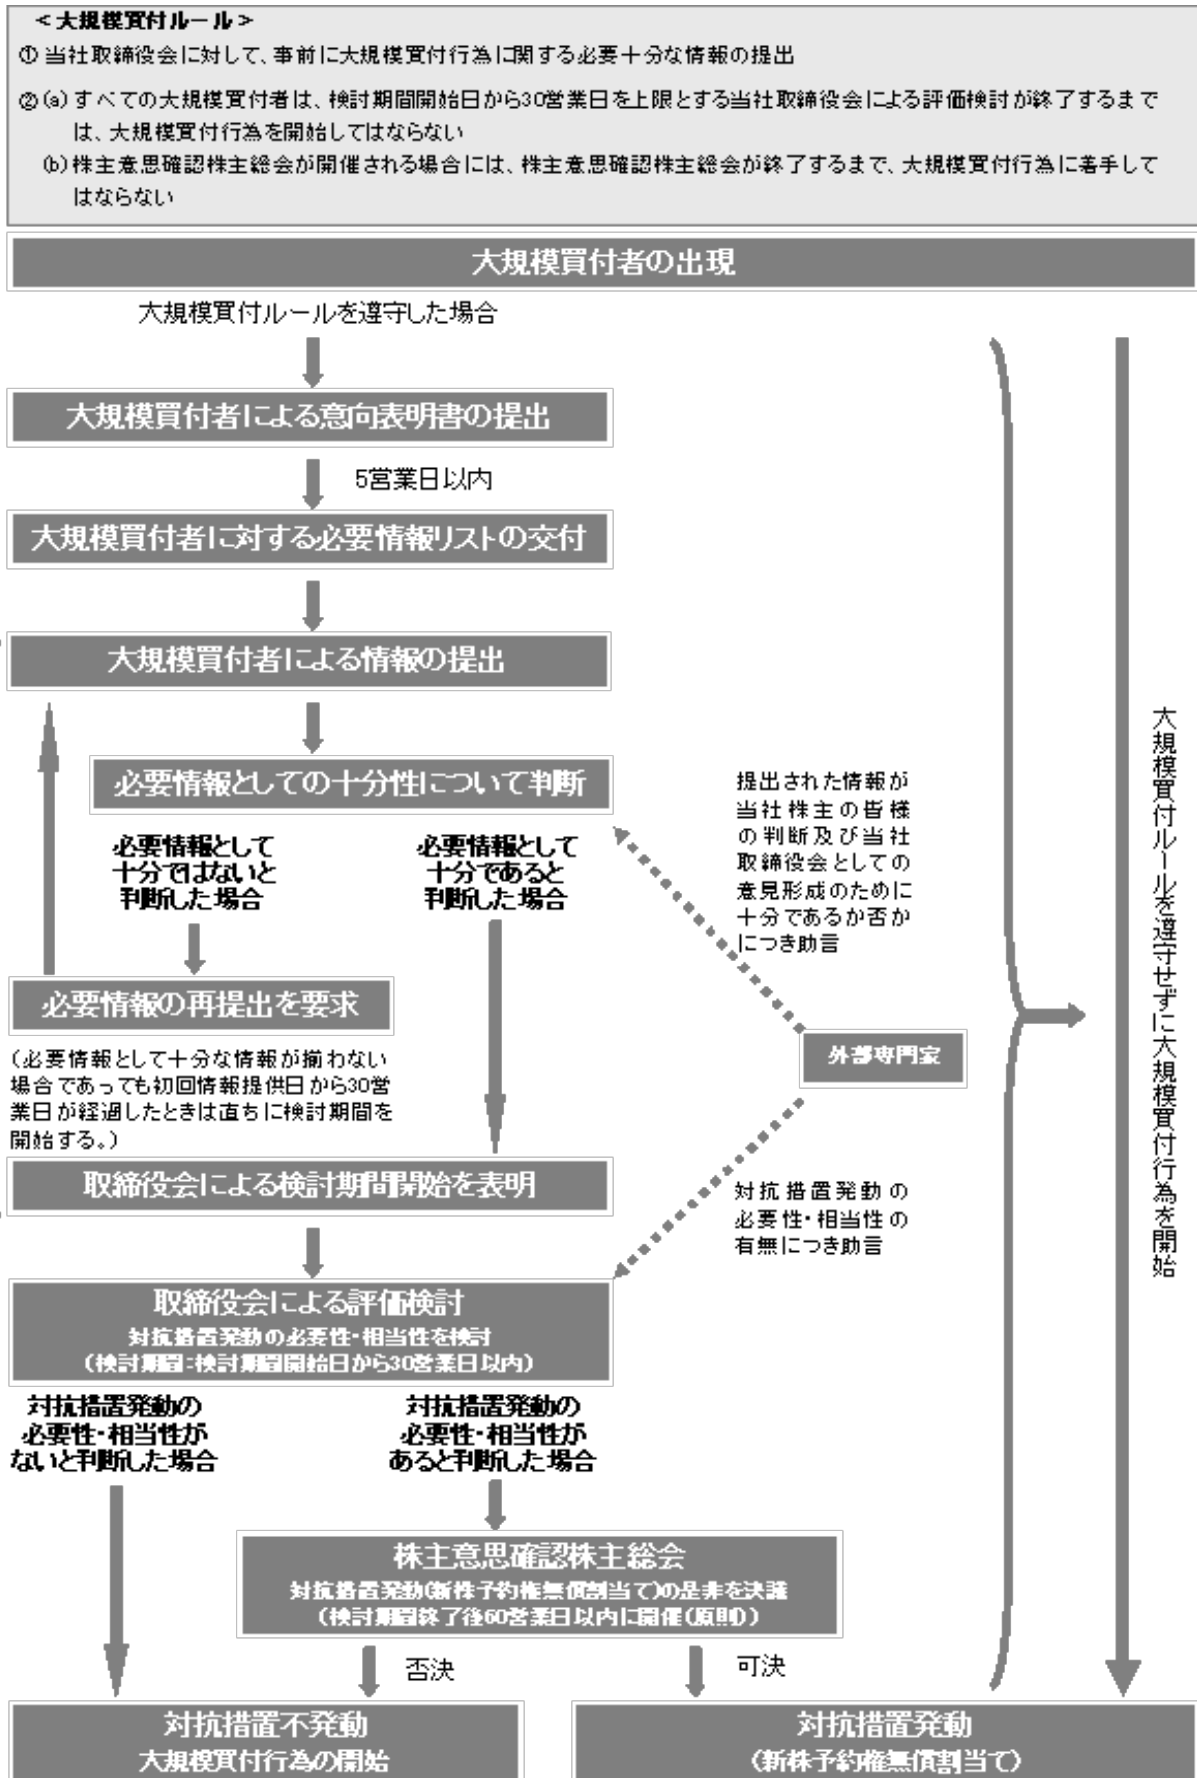 ＜大規模買付ルール＞
① 当社取締役会に対して、事前に大規模買付行為に関する必要十分な情報の提出
②(a) すべての大規模買付者は、検討期間開始日から30営業日を上限とする当社取締役会による評価検討が終了するまで
は、大規模買付行為を開始してはならない
(b) 株主意思確認株主総会が開催される場合には、株主意思確認株主総会が終了するまで、大規模買付行為に着手して
はならない
大規模買付者の出現
大規模買付ルールを遵守した場合
大規模買付者による意向表明書の提出
5営業日以内
大規模買付者に対する必要情報リストの交付
大規模買付者による情報の提出
必要情報としての十分性について判断
必要情報として
十分ではないと
判断した場合
必要情報として
十分であると
判断した場合
提出された情報が
当社株主の皆様
の判断及び当社
取締役会としての
意見形成のために
十分であるか否か
につき助言
必要情報の再提出を要求
（必要情報として十分な情報が揃わない
場合であっても初回情報提供日から30営
業日が経過したときは直ちに検討期間を
開始する。）
外部専門家
取締役会による検討期間開始を表明
対抗措置発動の
必要性・相当性の
有無につき助言
大規模買付ルールを遵守せずに大規模買付行為を開始
取締役会による評価検討
対抗措置発動の必要性・相当性を検討
（検討期間：検討期間開始日から30営業日以内）
対抗措置発動の
必要性・相当性が
ないと判断した場合
対抗措置発動の
必要性・相当性が
あると判断した場合
株主意思確認株主総会
対抗措置発動(新株予約権無償割当て)の是非を決議
（検討期間終了後60営業日以内に開催(原則)）
否決
可決
対抗措置不発動
大規模買付行為の開始
対抗措置発動
（新株予約権無償割当て）